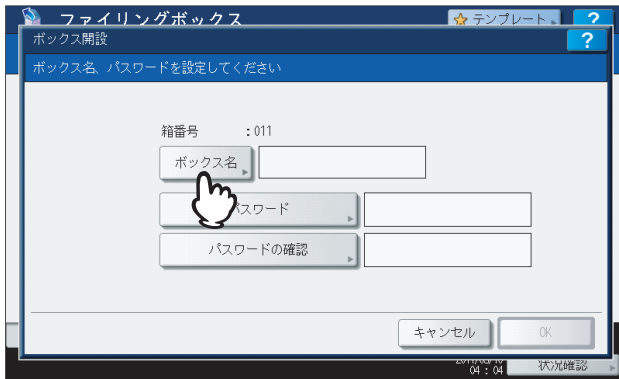 ファイリングボックス
テンプレート
?
ボックス開設
?
ボックス名、パスワードを設定してください
箱番号 :011
ボックス名
パスワード
パスワードの確認
キャンセル
OK
04 : 04
状況確認